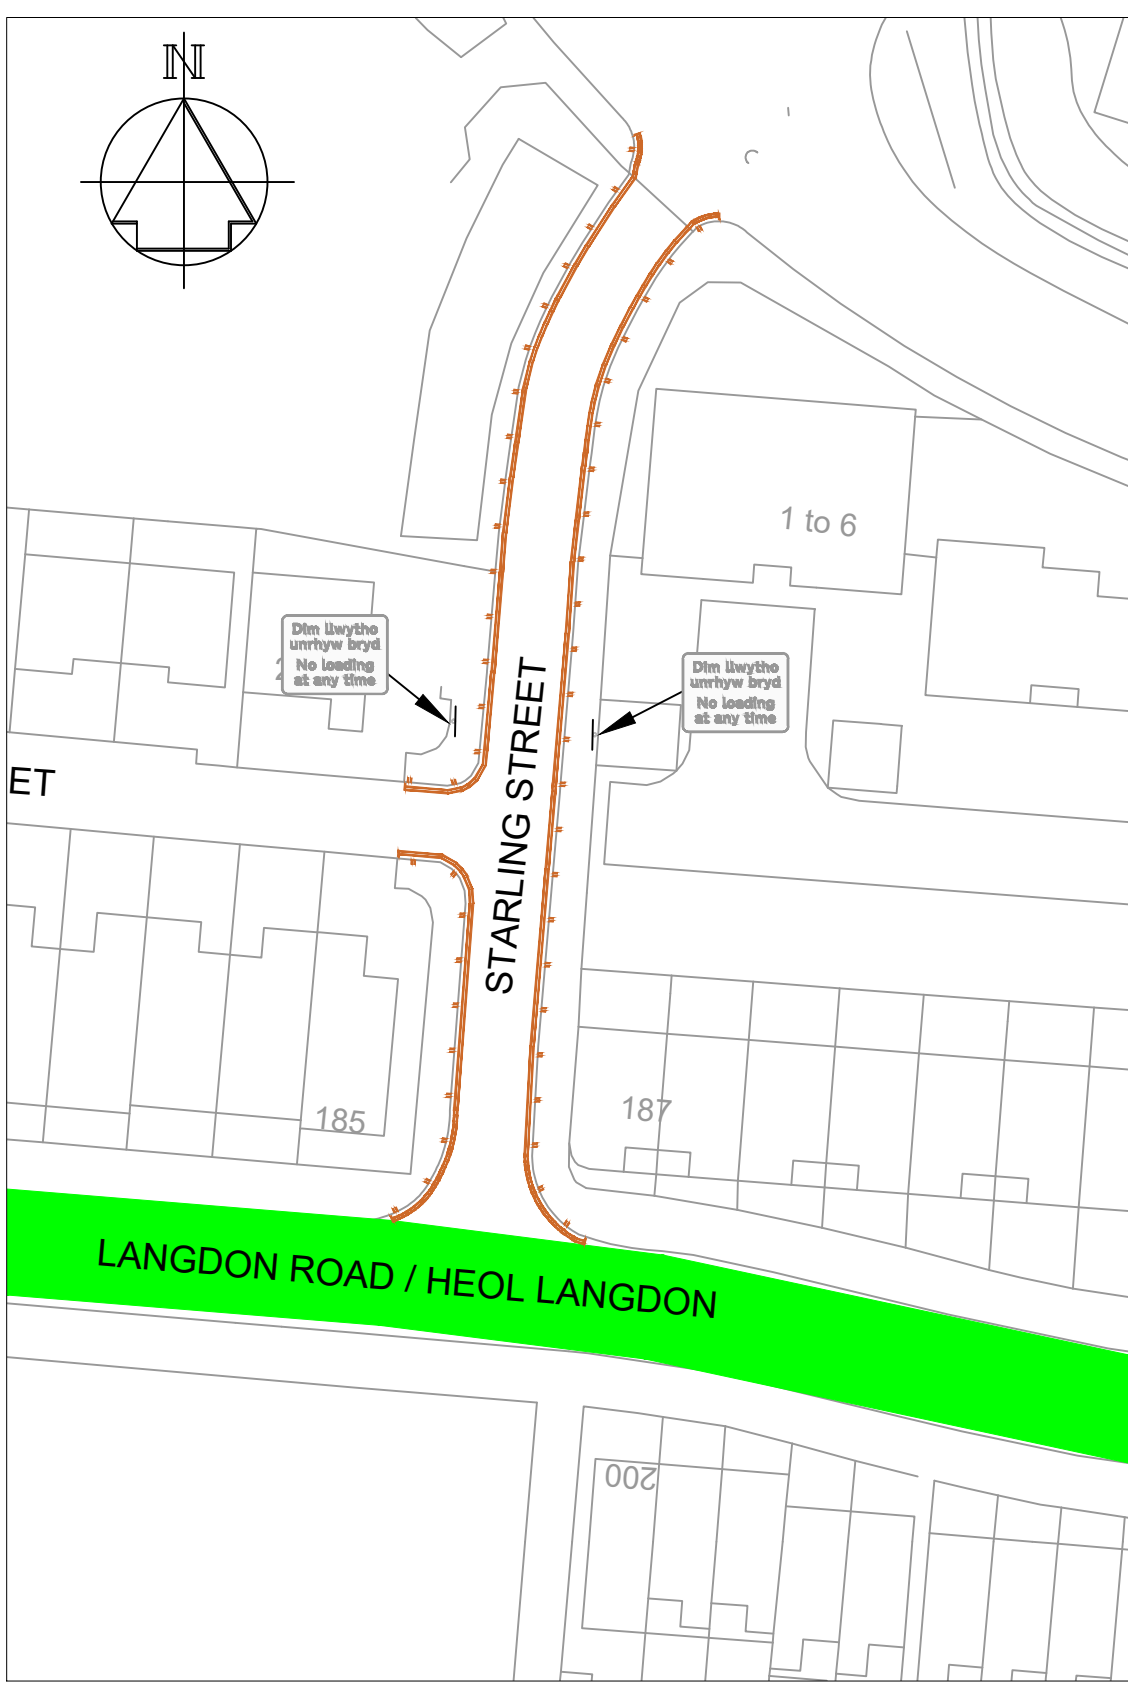 N
1 to 6
Dim llwytho
unrhyw bryd
No loading
at any time
2
Dim llwytho
unrhyw bryd
No loading
at any time
STARLING STREET
ET
185
187
LANGDON ROAD / HEOL LANGDON
200